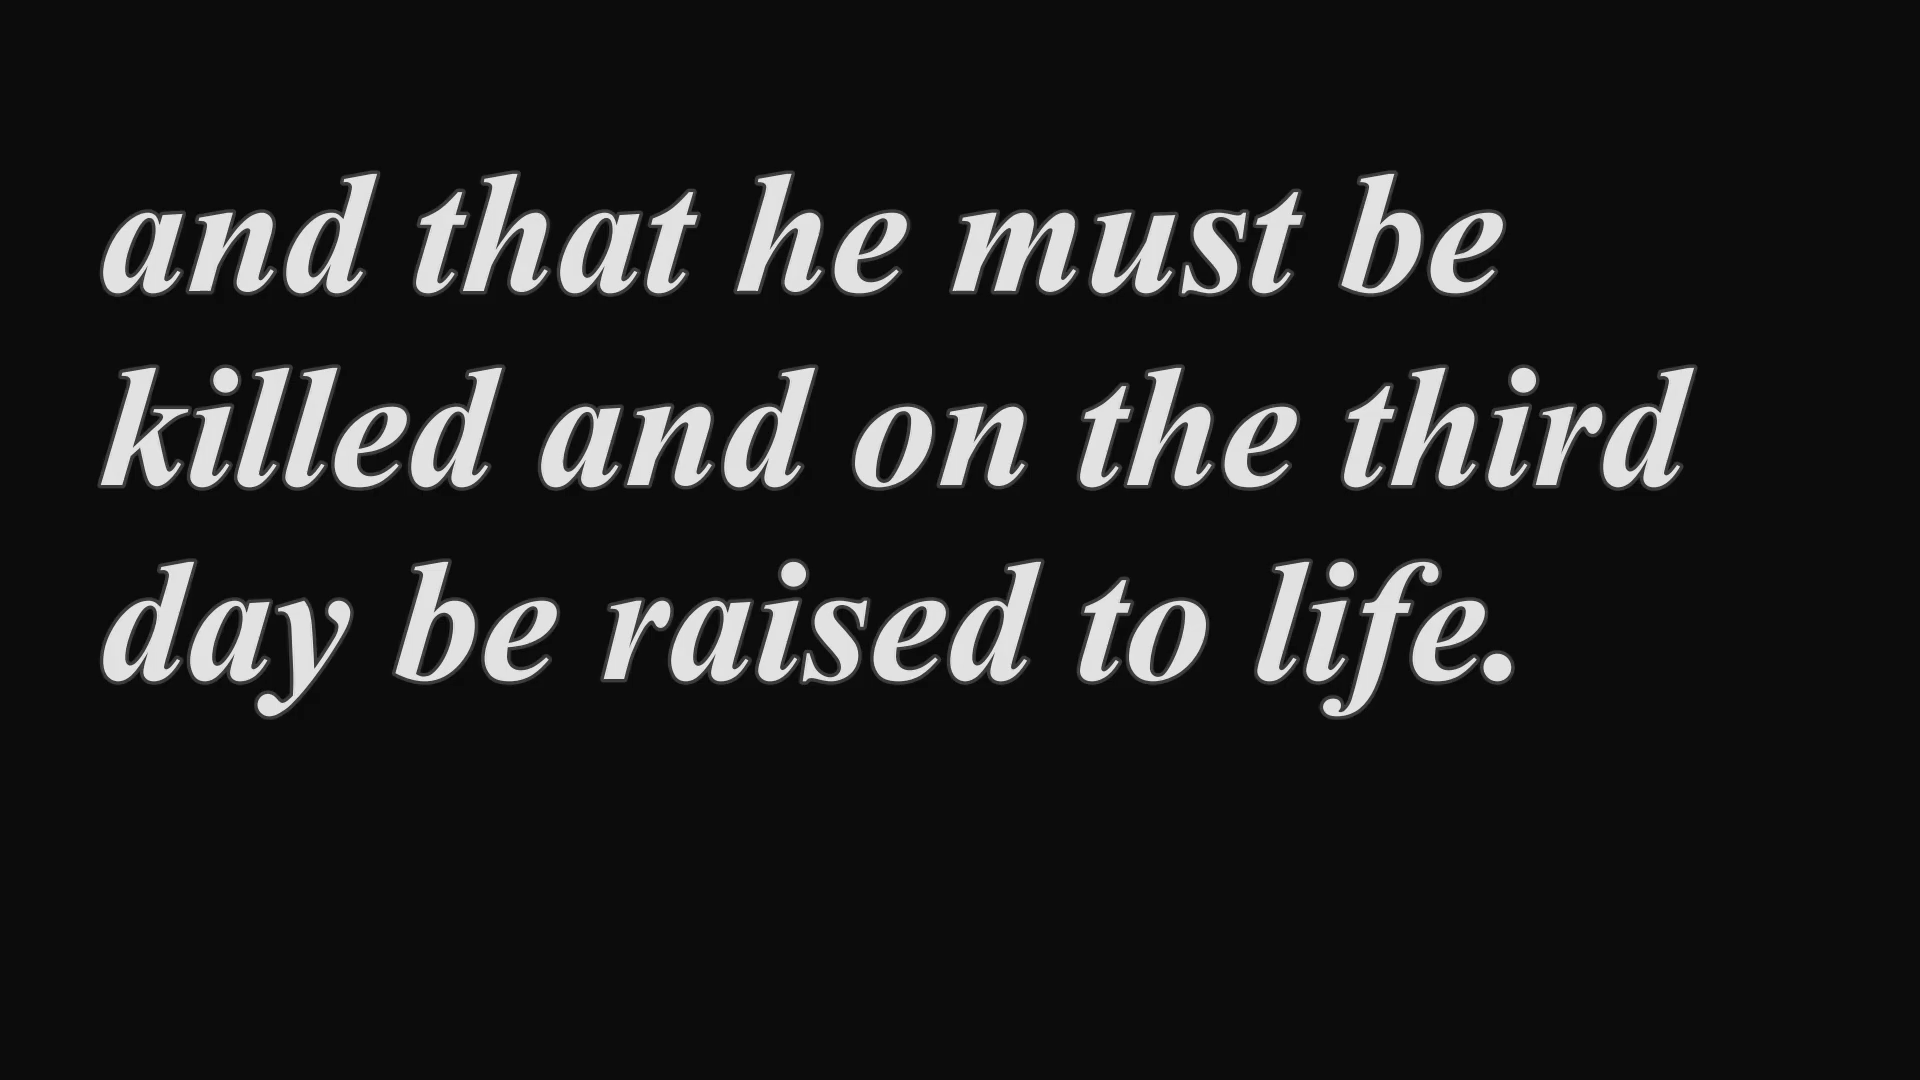 and that he must be
killed and on the third
day be raised to life.